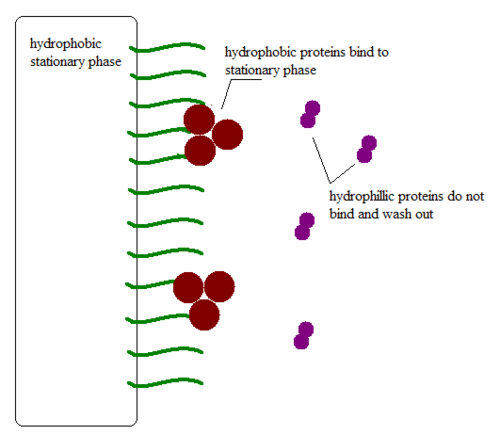 hydrophobic
stationary phase
hydrophobic proteins bind to
stationary phase
hydrophillic proteins do not
bind and wash out